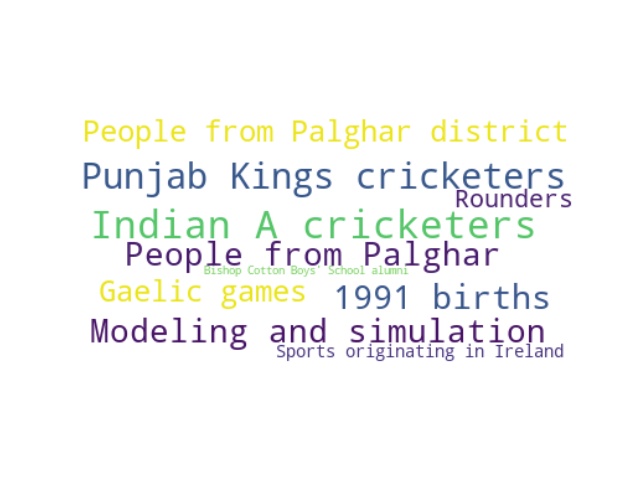 People from Palghar district
Punjab Kings cricketers
Rounders
Indian A cricketers
People from Palghar
Bishop Cotton Boys' School alumni
Gaelic games
1991 births
Modeling and simulation
Sports originating in Ireland